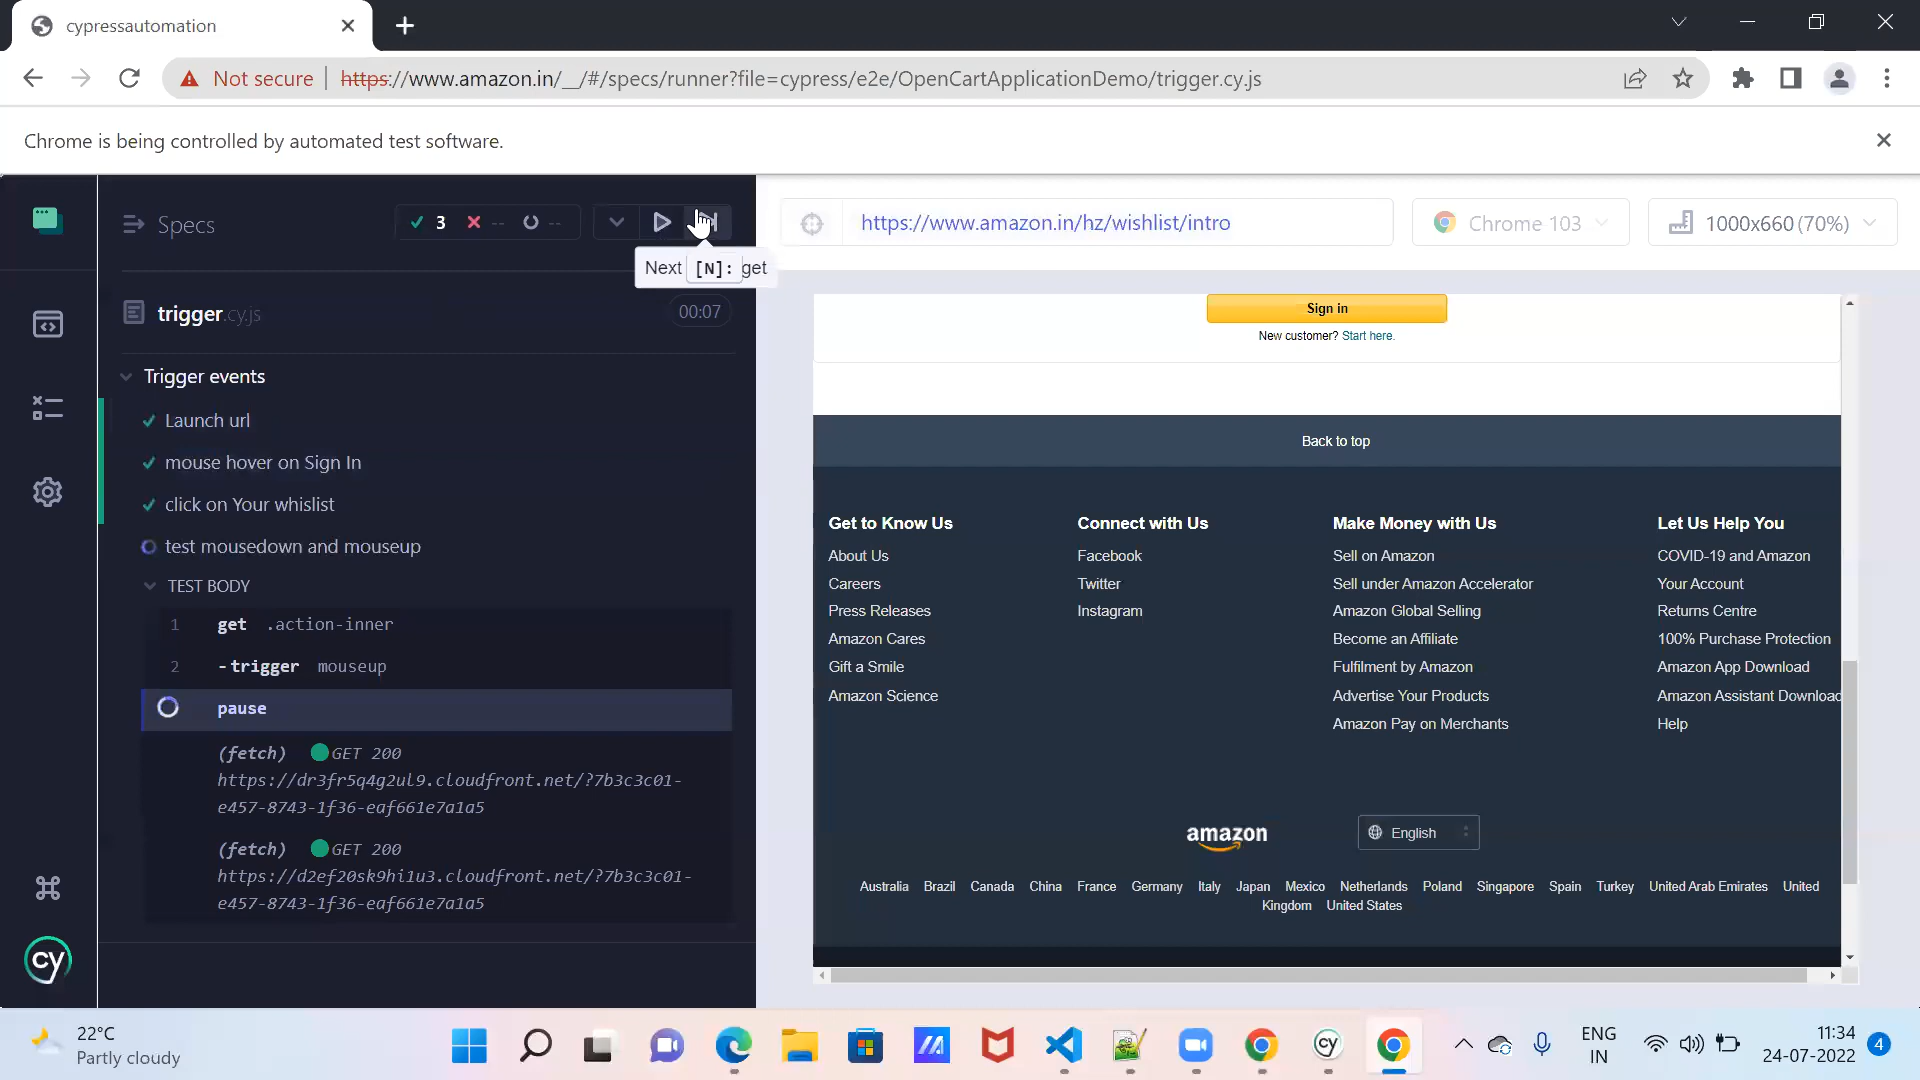 cypressautomation
Not secure
https://www.amazon.in/__/#/specs/runner?file=cypress/e2e/OpenCartApplicationDemo/trigger.cy.js
Chrome is being controlled by automated test software.
Specs
3 -- --
Next [N]: get
https://www.amazon.in/hz/wishlist/intro
Chrome 103
1000x660 (70%)
trigger.cy.js
00:07
Trigger events
Launch url
mouse hover on Sign In
click on Your whislist
test mousedown and mouseup
TEST BODY
1 get .action-inner
2 -trigger mouseup
pause
(fetch) GET 200
https://dr3fr5q4g2ul9.cloudfront.net/?7b3c3c01-
e457-8743-1f36-eaf661e7a1a5
(fetch) GET 200
https://d2ef20sk9hi1u3.cloudfront.net/?7b3c3c01-
e457-8743-1f36-eaf661e7a1a5
cy
Sign in
New customer? Start here.
Back to top
Get to Know Us
About Us
Careers
Press Releases
Amazon Cares
Gift a Smile
Amazon Science
Connect with Us
Facebook
Twitter
Instagram
Make Money with Us
Sell on Amazon
Sell under Amazon Accelerator
Amazon Global Selling
Become an Affiliate
Fulfilment by Amazon
Advertise Your Products
Amazon Pay on Merchants
Let Us Help You
COVID-19 and Amazon
Your Account
Returns Centre
100% Purchase Protection
Amazon App Download
Amazon Assistant Download
Help
amazon
English
Australia Brazil Canada China France Germany Italy Japan Mexico Netherlands Poland Singapore Spain Turkey United Arab Emirates United
Kingdom United States
22°C
Partly cloudy
cy
ENG
IN
11:34
24-07-2022
4